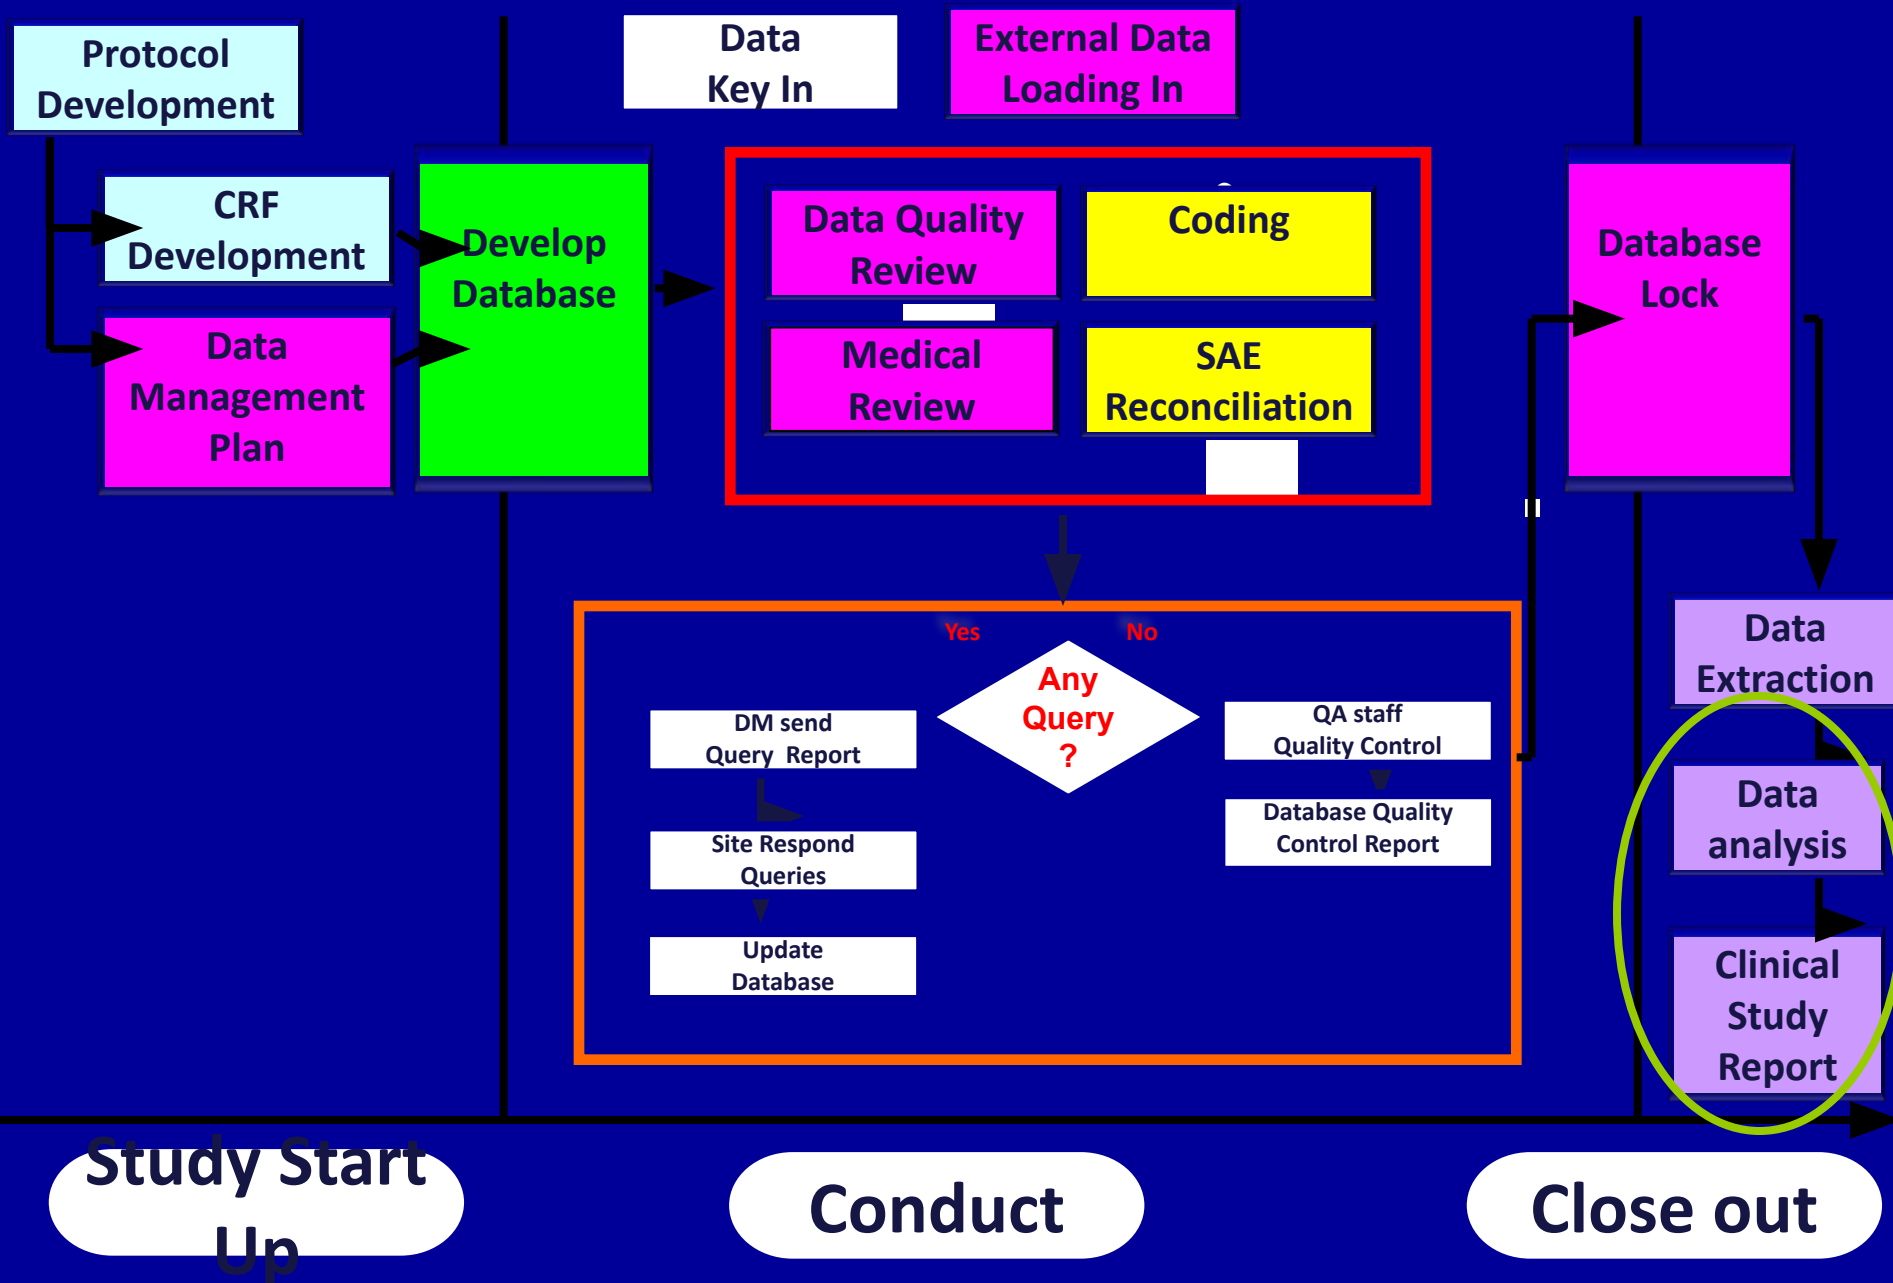 Protocol
Development
Data
Key In
External Data
Loading In
CRF
Development
Data
Management
Plan
Develop
Database
Data Quality
Review
Coding
Medical
Review
SAE
Reconciliation
Database
Lock
Yes
No
Any
Query
?
DM send
Query  Report
Site Respond
Queries
Update
Database
QA staff
Quality Control
Database Quality
Control Report
Data
Extraction
Data
analysis
Clinical
Study
Report
Study Start
Up
Conduct
Close out